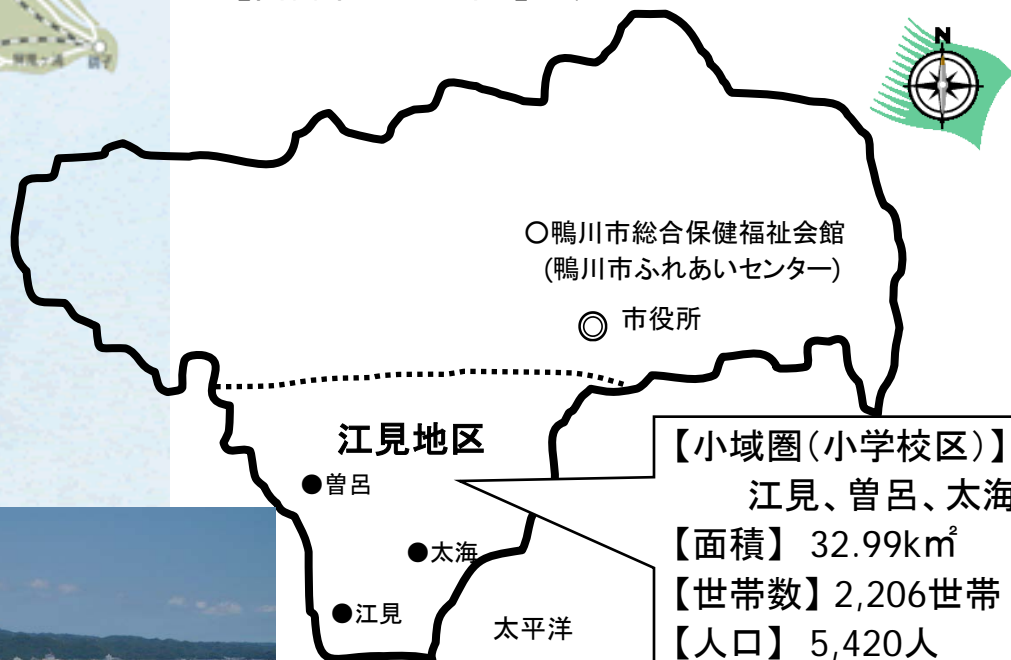 N
○鴨川市総合保健福祉会館
(鴨川市ふれあいセンター)
◎ 市役所
江見地区
●曽呂
●太海
●江見
太平洋
【小域圏(小学校区)】
江見、曽呂、太海
【面積】 32.99k㎡
【世帯数】 2,206世帯
【人口】 5,420人